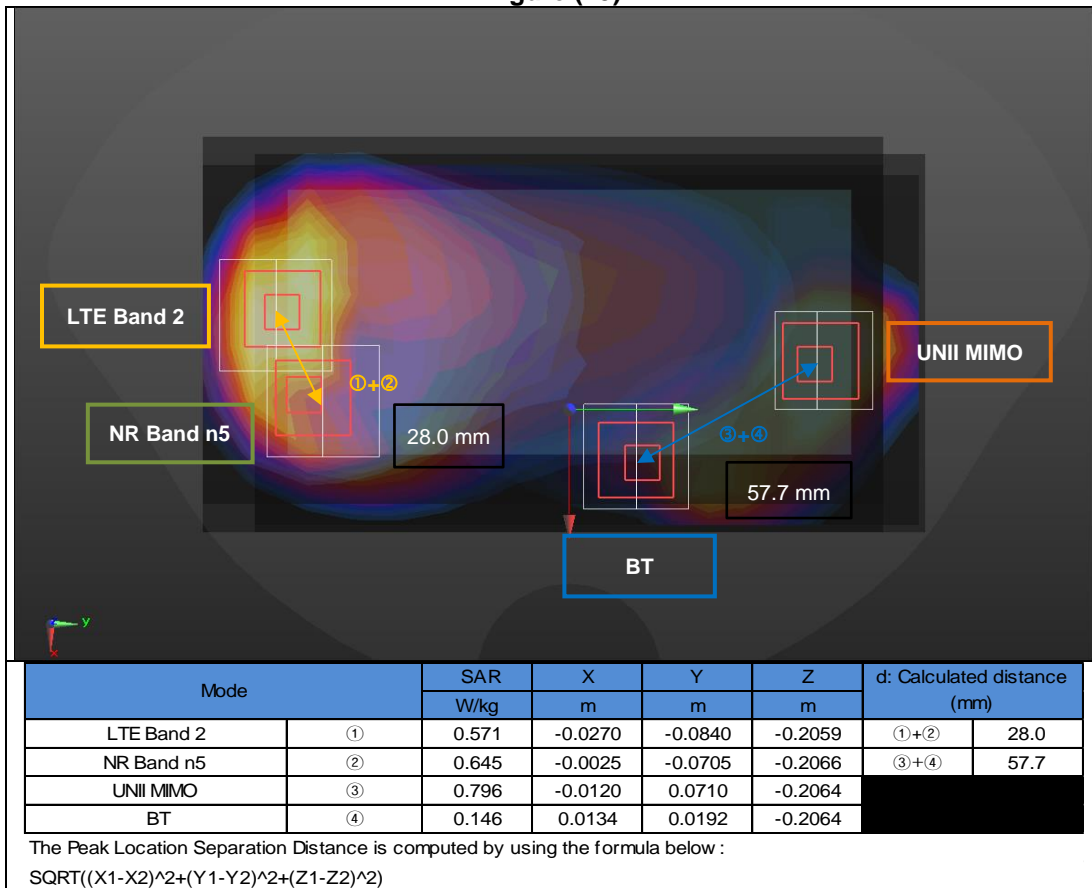 LTE Band 2
UNII MIMO
①+②
NR Band n5
28.0 mm
③+④
57.7 mm
BT
y
x
Mode SAR X Y Z d: Calculated distance
W/kg m m m (mm)
LTE Band 2 ① 0.571 -0.0270 -0.0840 -0.2059 ①+② 28.0
NR Band n5 ② 0.645 -0.0025 -0.0705 -0.2066 ③+④ 57.7
UNII MIMO ③ 0.796 -0.0120 0.0710 -0.2064
BT ④ 0.146 0.0134 0.0192 -0.2064
The Peak Location Separation Distance is computed by using the formula below :
SQRT((X1-X2)^2+(Y1-Y2)^2+(Z1-Z2)^2)